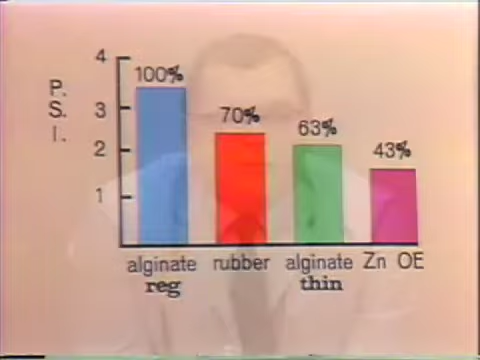 4
100%
P.
S.
I.
3
70%
63%
2
43%
1
alginate rubber alginate Zn OE
reg thin